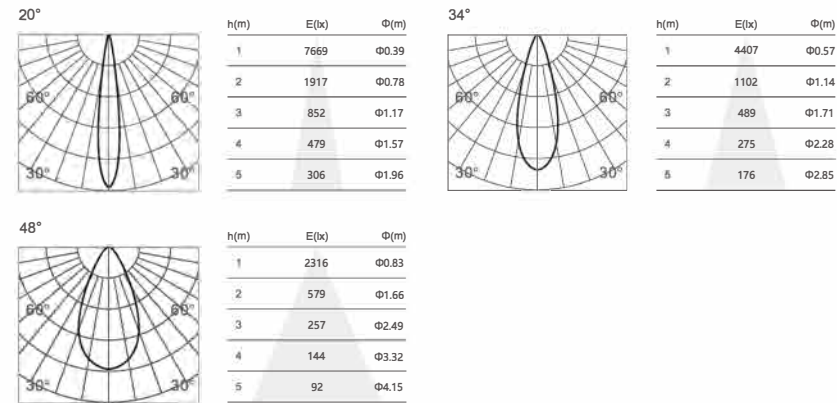 20°
h(m) E(lx) Φ(m)
1 7669 Φ0.39
2 1917 Φ0.78
3 852 Φ1.17
4 479 Φ1.57
5 306 Φ1.96
60° 60°
30° 30°
34°
h(m) E(lx) Φ(m)
1 4407 Φ0.57
2 1102 Φ1.14
3 489 Φ1.71
4 275 Φ2.28
5 176 Φ2.85
60° 60°
30° 30°
48°
h(m) E(lx) Φ(m)
1 2316 Φ0.83
2 579 Φ1.66
3 257 Φ2.49
4 144 Φ3.32
5 92 Φ4.15
60° 60°
30° 30°